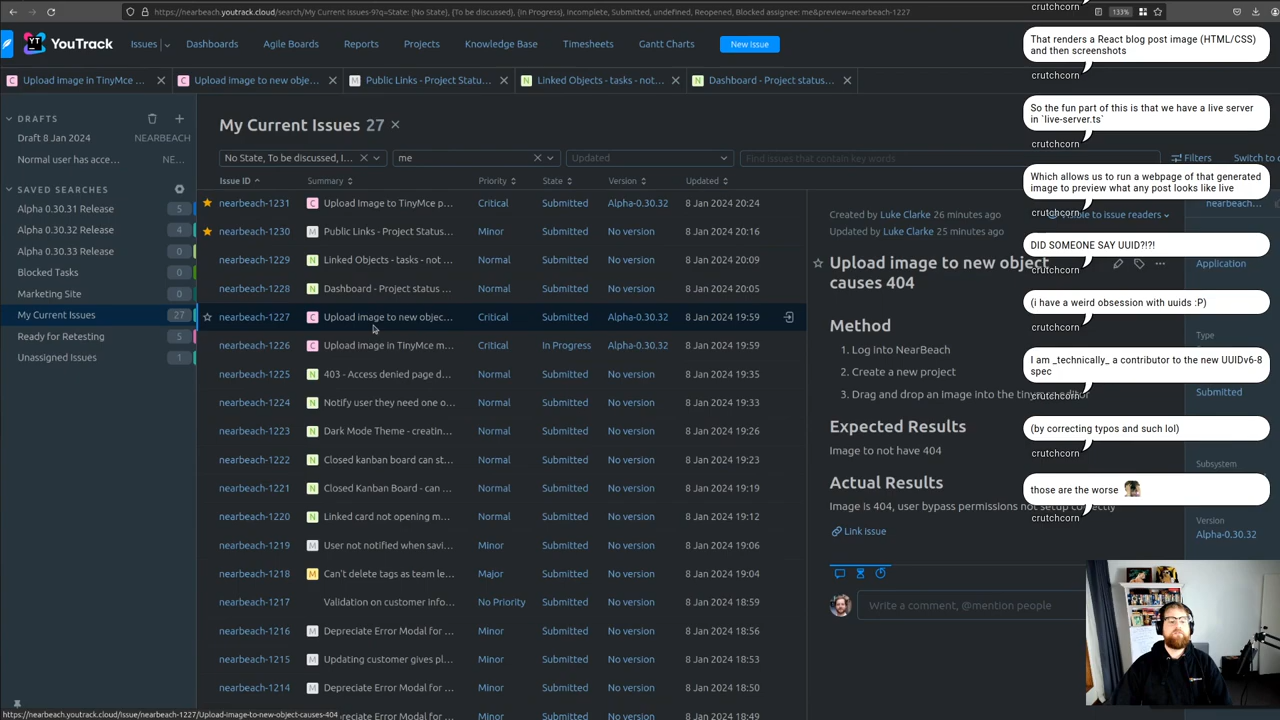 https://nearbeach.youtrack.cloud/search/My Current Issues-9?q=State: (No State), {To be discussed}, {In Progress}, Incomplete, Submitted, undefined, Reopened, Blocked assignee: me&preview=nearbeach-1227
133%
YouTrack
Issues
Dashboards
Agile Boards
Reports
Projects
Knowledge Base
Timesheets
Gantt Charts
New Issue
C Upload image in TinyMce ...
C Upload image to new obje...
M Public Links - Project Statu...
N Linked Objects - tasks - not...
N Dashboard - Project status...
DRAFTS
Draft 8 Jan 2024 NEARBEACH
Normal user has acce... NE...
SAVED SEARCHES
Alpha 0.30.31 Release 5
Alpha 0.30.32 Release 4
Alpha 0.30.33 Release 0
Blocked Tasks 0
Marketing Site 0
My Current Issues 27
Ready for Retesting 5
Unassigned Issues 1
My Current Issues 27
No State, To be discussed, I...
me
Updated
Find issues that contain key words
Filters
Switch to
Issue ID Summary Priority State Version Updated
nearbeach-1231 C Upload Image to TinyMce p... Critical Submitted Alpha-0.30.32 8 Jan 2024 20:24
nearbeach-1230 M Public Links - Project Status... Minor Submitted No version 8 Jan 2024 20:16
nearbeach-1229 N Linked Objects - tasks - not ... Normal Submitted No version 8 Jan 2024 20:09
nearbeach-1228 N Dashboard - Project status ... Normal Submitted No version 8 Jan 2024 20:05
nearbeach-1227 C Upload image to new objec... Critical Submitted Alpha-0.30.32 8 Jan 2024 19:59
nearbeach-1226 C Upload image in TinyMce m... Critical In Progress Alpha-0.30.32 8 Jan 2024 19:59
nearbeach-1225 N 403 - Access denied page d... Normal Submitted No version 8 Jan 2024 19:35
nearbeach-1224 N Notify users they need one o... Normal Submitted No version 8 Jan 2024 19:33
nearbeach-1223 N Dark Mode Theme - creatin... Normal Submitted No version 8 Jan 2024 19:26
nearbeach-1222 N Closed kanban board can st... Normal Submitted No version 8 Jan 2024 19:23
nearbeach-1221 N Closed Kanban Board - can ... Normal Submitted No version 8 Jan 2024 19:19
nearbeach-1220 N Linked card not opening m... Normal Submitted No version 8 Jan 2024 19:12
nearbeach-1219 M User not notified when savi... Minor Submitted No version 8 Jan 2024 19:06
nearbeach-1218 M Can't delete tags as team le... Major Submitted No version 8 Jan 2024 19:04
nearbeach-1217 Validation on customer info... No Priority Submitted No version 8 Jan 2024 18:59
nearbeach-1216 M Depreciate Error Modal for ... Minor Submitted No version 8 Jan 2024 18:56
nearbeach-1215 M Updating customer gives pl... Minor Submitted No version 8 Jan 2024 18:53
nearbeach-1214 M Depreciate Error Modal for ... Minor Submitted No version 8 Jan 2024 18:50
Depreciate Error Modal for ... Minor Submitted No version 8 Jan 2024 18:49
https://nearbeach.youtrack.cloud/issue/nearbeach-1227/Upload-image-to-new-object-causes-404
Created by Luke Clarke 26 minutes ago
Updated by Luke Clarke 25 minutes ago
to issue readers
Upload image to new object
causes 404
Method
1. Log into NearBeach
2. Create a new project
3. Drag and drop an image into the
Expected Results
Image to not have 404
Actual Results
Image is 404, user bypass permissions not setup correctly
Link issue
Write a comment, @mention people
nearbeach...
Application
Type
Submitted
Subsystem
Version
Alpha-0.30.32
crutchcorn
That renders a React blog post image (HTML/CSS)
and then screenshots
crutchcorn
So the fun part of this is that we have a live server
in `live-server.ts`
crutchcorn
Which allows us to run a webpage of that generated
image to preview what any post looks like live
crutchcorn
DID SOMEONE SAY UUID?!?!
crutchcorn
(i have a weird obsession with uuids :P)
crutchcorn
I am _technically_ a contributor to the new UUIDv6-8
spec
crutchcorn
(by correcting typos and such lol)
crutchcorn
those are the worse
crutchcorn